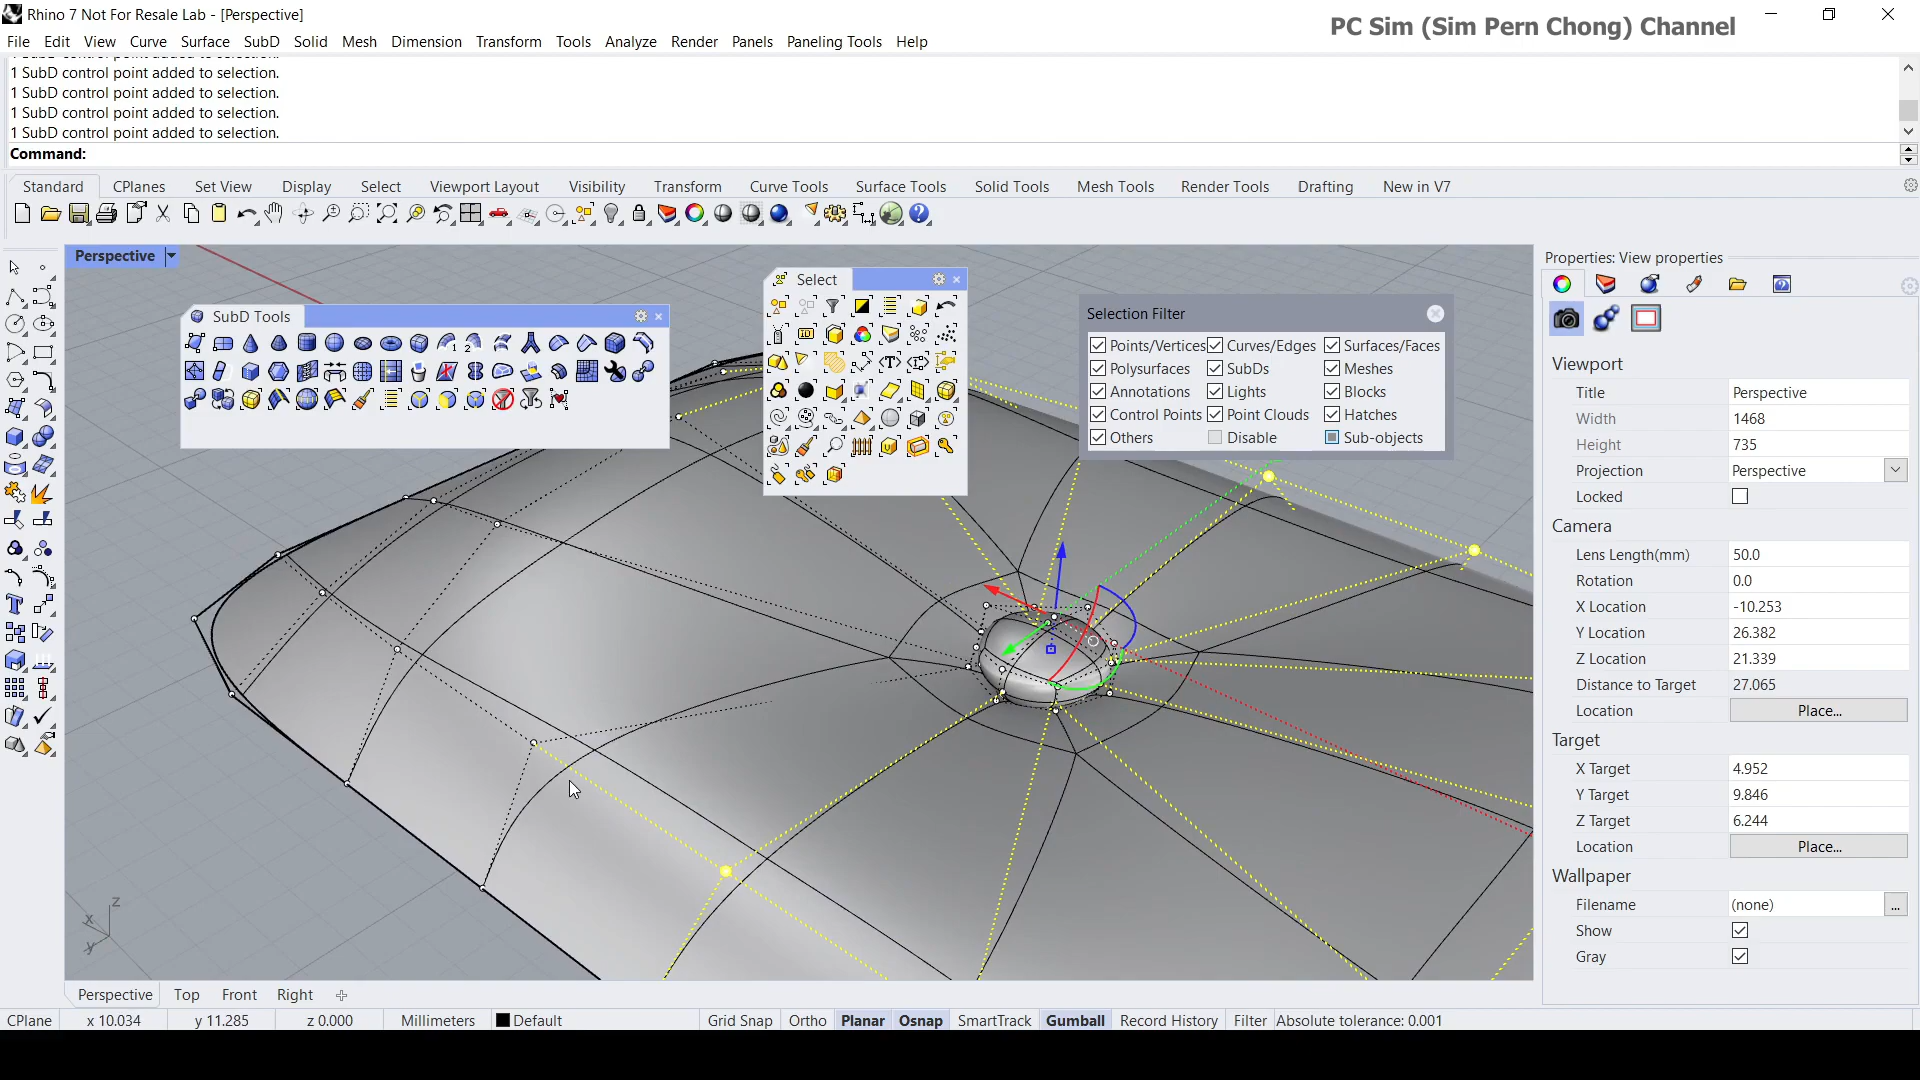 Rhino 7 Not For Resale Lab - [Perspective]
PC Sim (Sim Pern Chong) Channel
File Edit View Curve Surface SubD Solid Mesh Dimension Transform Tools Analyze Render Panels Paneling Tools Help
1 SubD control point added to selection.
1 SubD control point added to selection.
1 SubD control point added to selection.
1 SubD control point added to selection.
Command:
Standard CPlanes Set View Display Select Viewport Layout Visibility Transform Curve Tools Surface Tools Solid Tools Mesh Tools Render Tools Drafting New in V7
Perspective
SubD Tools
Select
Selection Filter
Points/Vertices Curves/Edges Surfaces/Faces
Polysurfaces SubDs Meshes
Annotations Lights Blocks
Control Points Point Clouds Hatches
Others Disable Sub-objects
Properties: View properties
Viewport
Title Perspective
Width 1468
Height 735
Projection Perspective
Locked
Camera
Lens Length(mm) 50.0
Rotation 0.0
X Location -10.253
Y Location 26.382
Z Location 21.339
Distance to Target 27.065
Location Place...
Target
X Target 4.952
Y Target 9.846
Z Target 6.244
Location Place...
Wallpaper
Filename (none) ...
Show
Gray
z
x
y
Perspective Top Front Right
CPlane x 10.034 y 11.285 z 0.000 Millimeters Default Grid Snap Ortho Planar Osnap SmartTrack Gumball Record History Filter Absolute tolerance: 0.001